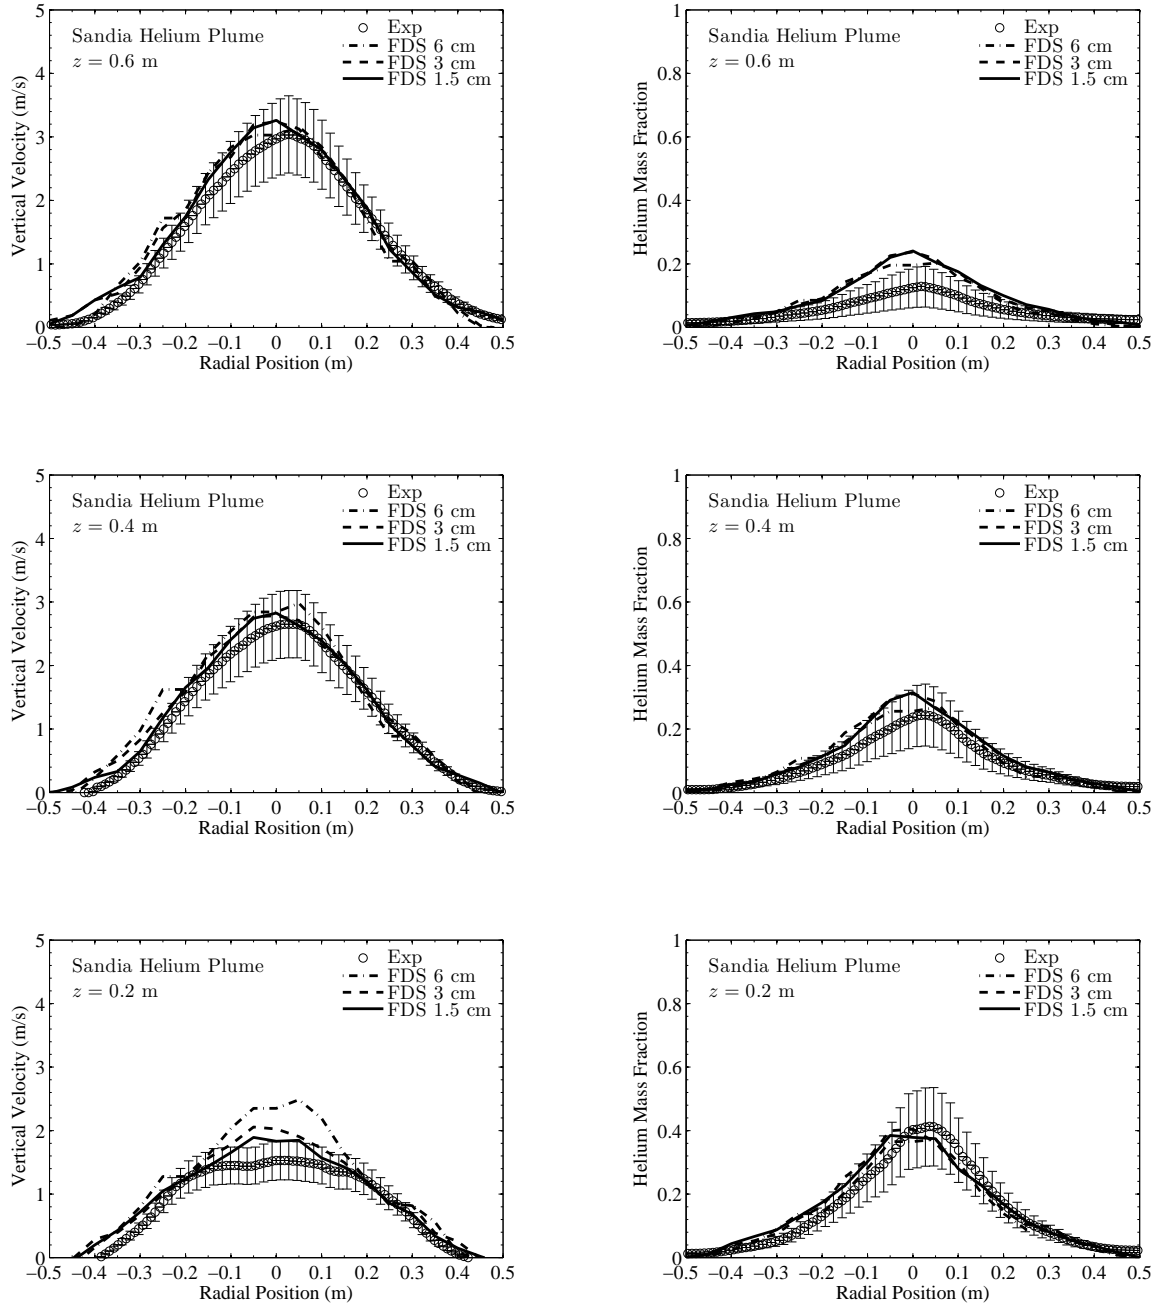 5
4
3
2
1
0
Vertical Velocity (m/s)
Sandia Helium Plume
z = 0.6 m
Exp
FDS 6 cm
FDS 3 cm
FDS 1.5 cm
−0.5 −0.4 −0.3 −0.2 −0.1 0 0.1 0.2 0.3 0.4 0.5
Radial Position (m)
1
0.8
0.6
0.4
0.2
0
Helium Mass Fraction
Sandia Helium Plume
z = 0.6 m
Exp
FDS 6 cm
FDS 3 cm
FDS 1.5 cm
−0.5 −0.4 −0.3 −0.2 −0.1 0 0.1 0.2 0.3 0.4 0.5
Radial Position (m)
5
4
3
2
1
0
Vertical Velocity (m/s)
Sandia Helium Plume
z = 0.4 m
Exp
FDS 6 cm
FDS 3 cm
FDS 1.5 cm
−0.5 −0.4 −0.3 −0.2 −0.1 0 0.1 0.2 0.3 0.4 0.5
Radial Rosition (m)
1
0.8
0.6
0.4
0.2
0
Helium Mass Fraction
Sandia Helium Plume
z = 0.4 m
Exp
FDS 6 cm
FDS 3 cm
FDS 1.5 cm
−0.5 −0.4 −0.3 −0.2 −0.1 0 0.1 0.2 0.3 0.4 0.5
Radial Position (m)
5
4
3
2
1
0
Vertical Velocity (m/s)
Sandia Helium Plume
z = 0.2 m
Exp
FDS 6 cm
FDS 3 cm
FDS 1.5 cm
−0.5 −0.4 −0.3 −0.2 −0.1 0 0.1 0.2 0.3 0.4 0.5
Radial Position (m)
1
0.8
0.6
0.4
0.2
0
Helium Mass Fraction
Sandia Helium Plume
z = 0.2 m
Exp
FDS 6 cm
FDS 3 cm
FDS 1.5 cm
−0.5 −0.4 −0.3 −0.2 −0.1 0 0.1 0.2 0.3 0.4 0.5
Radial Position (m)